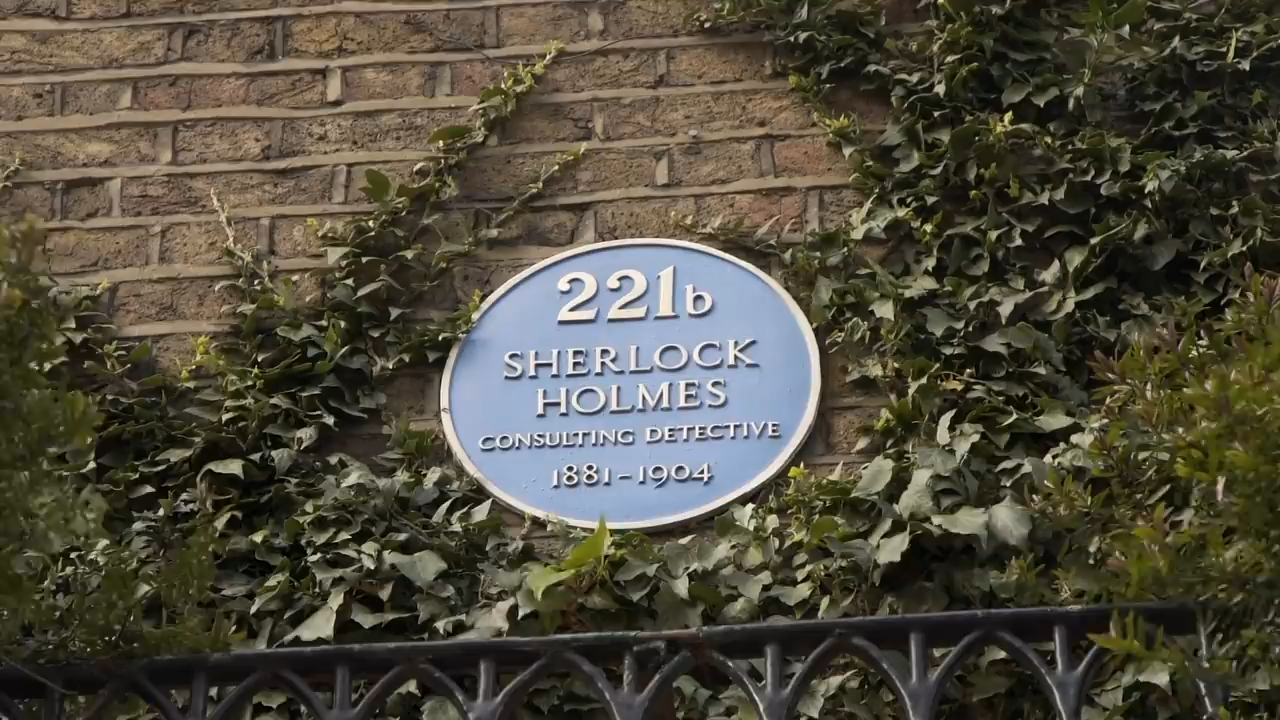 221b
SHERLOCK
HOLMES
CONSULTING DETECTIVE
1881-1904